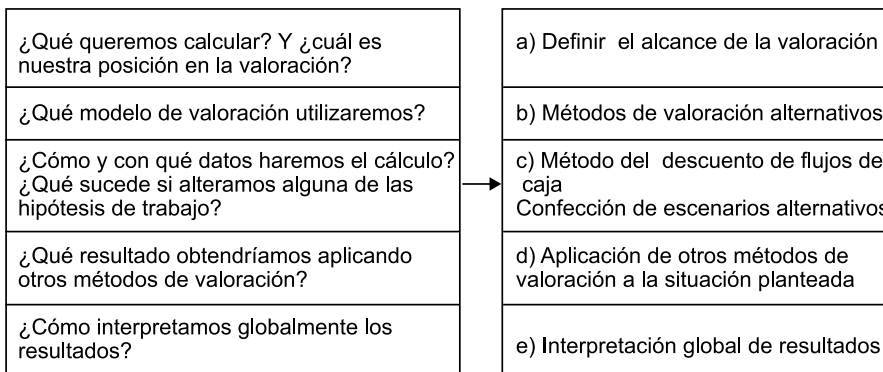 ¿Qué queremos calcular? Y ¿cuál es
nuestra posición en la valoración?
¿Qué modelo de valoración utilizaremos?
¿Cómo y con qué datos haremos el cálculo?
¿Qué sucede si alteramos alguna de las
hipótesis de trabajo?
¿Qué resultado obtendríamos aplicando
otros métodos de valoración?
¿Cómo interpretamos globalmente los
resultados?
a) Definir el alcance de la valoración
b) Métodos de valoración alternativos
c) Método del descuento de flujos de
caja
Confección de escenarios alternativos
d) Aplicación de otros métodos de
valoración a la situación planteada
e) Interpretación global de resultados